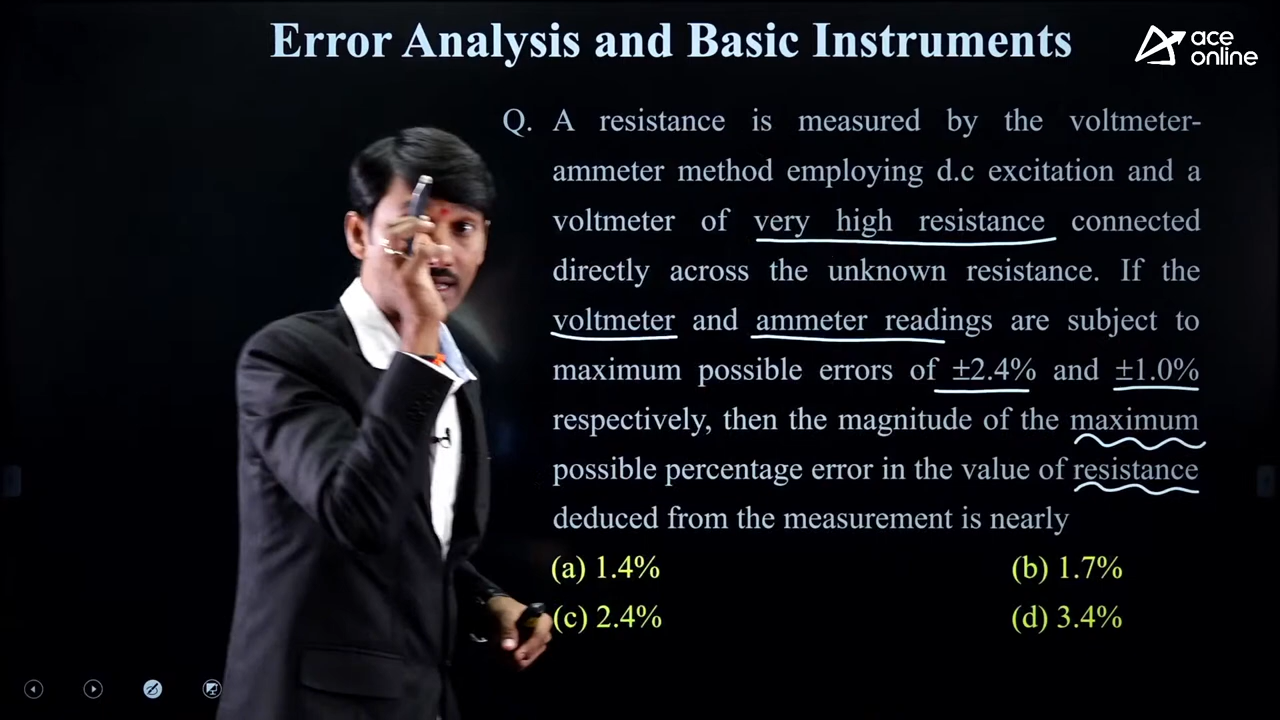 Error Analysis and Basic Instruments
ace
online
Q. A resistance is measured by the voltmeter-
ammeter method employing d.c excitation and a
voltmeter of very high resistance connected
directly across the unknown resistance. If the
voltmeter and ammeter readings are subject to
maximum possible errors of ±2.4% and ±1.0%
respectively, then the magnitude of the maximum
possible percentage error in the value of resistance
deduced from the measurement is nearly
(a) 1.4% (b) 1.7%
(c) 2.4% (d) 3.4%